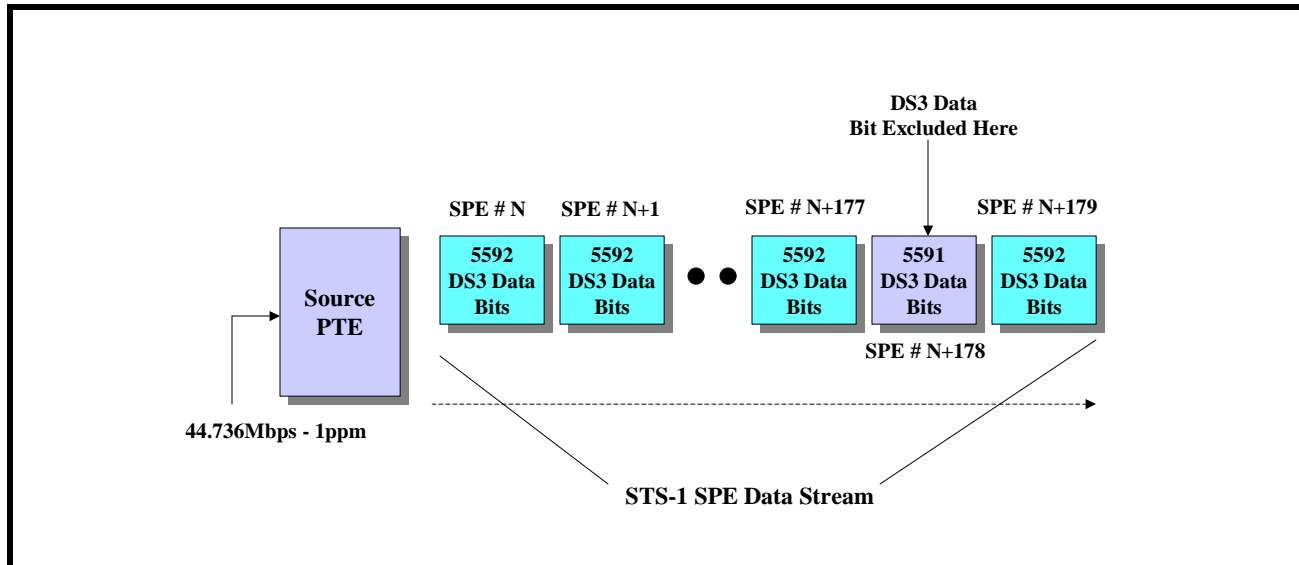 DS3 Data
Bit Excluded Here
SPE # N
SPE # N+1
SPE # N+177
SPE # N+179
Source
PTE
5592
DS3 Data
Bits
5592
DS3 Data
Bits
5592
DS3 Data
Bits
5591
DS3 Data
Bits
5592
DS3 Data
Bits
SPE # N+178
44.736Mbps - 1ppm
STS-1 SPE Data Stream